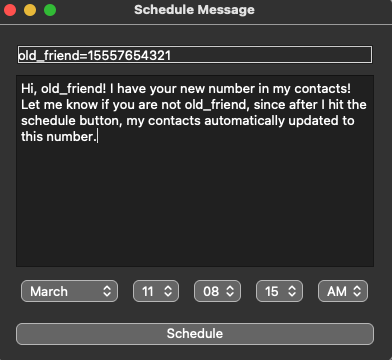 Schedule Message
old_friend=15557654321
Hi, old_friend! I have your new number in my contacts!
Let me know if you are not old_friend, since after I hit the
schedule button, my contacts automatically updated to
this number.
March 11 08 15 AM
Schedule